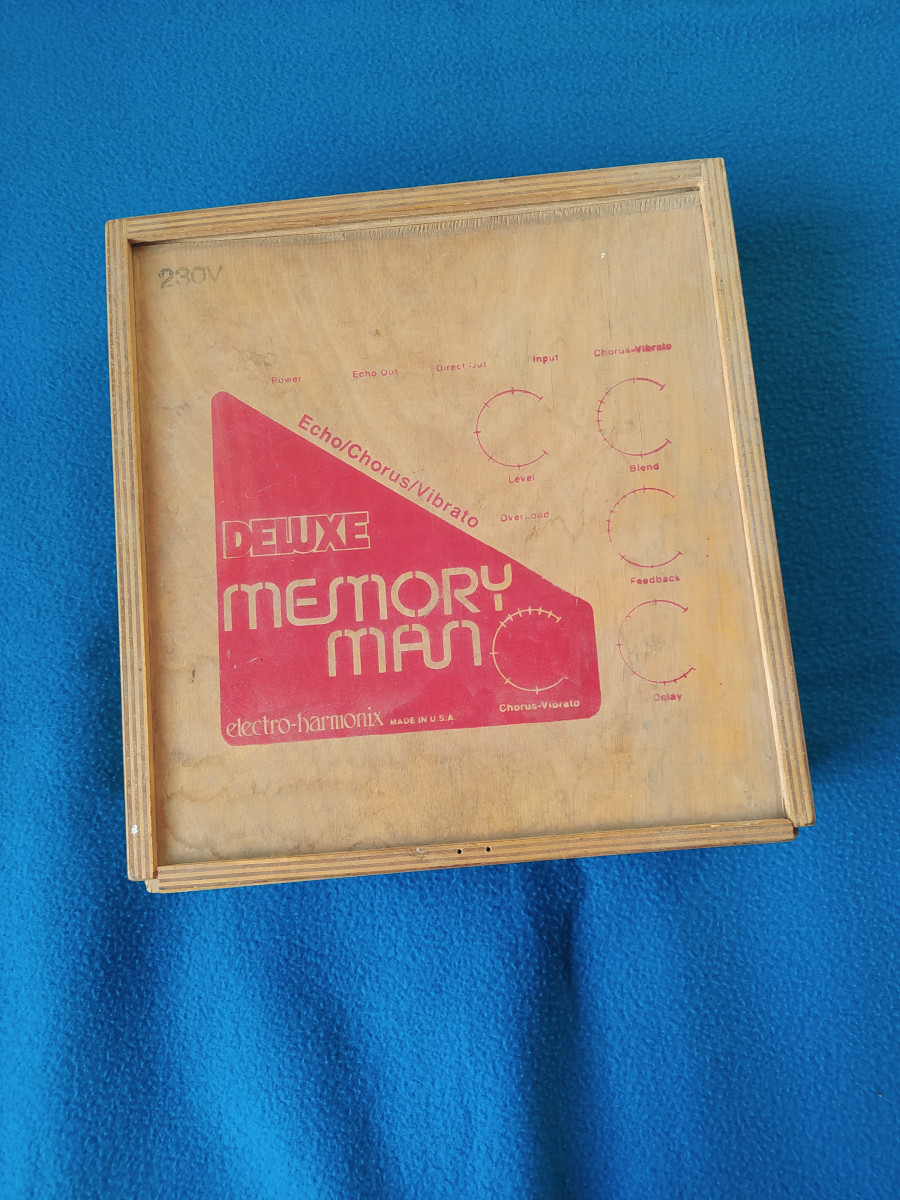 230V
Power
Echo Out
Direct Out
Input
Chorus-Vibrato
Echo/Chorus/Vibrato
Level
Blend
Overload
DELUXE
Feedback
MEMORY
MAN
Delay
Chorus-Vibrato
electro-harmonix MADE IN U.S.A.